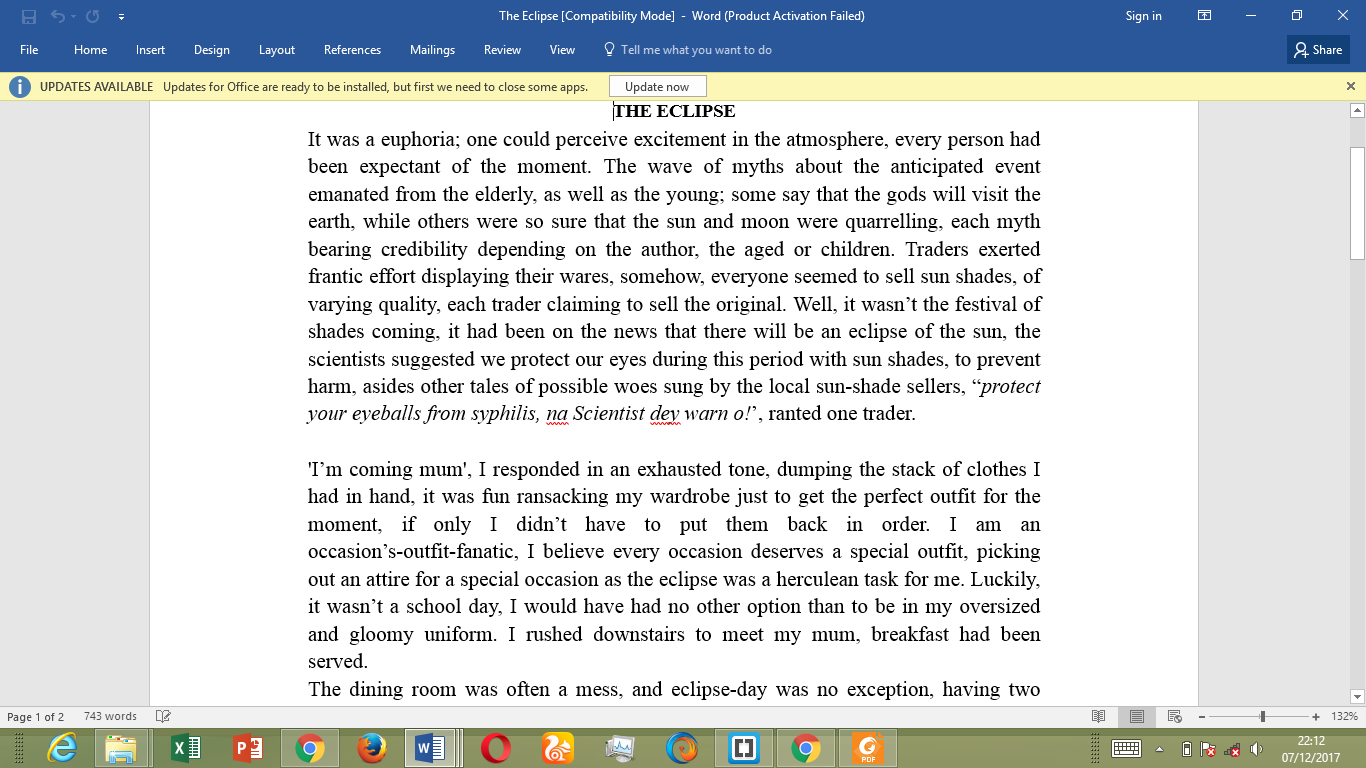 The Eclipse [Compatibility Mode] - Word (Product Activation Failed)
Sign in
File Home Insert Design Layout References Mailings Review View Tell me what you want to do Share
UPDATES AVAILABLE Updates for Office are ready to be installed, but first we need to close some apps. Update now
THE ECLIPSE
It was a euphoria; one could perceive excitement in the atmosphere, every person had
been expectant of the moment. The wave of myths about the anticipated event
emanated from the elderly, as well as the young; some say that the gods will visit the
earth, while others were so sure that the sun and moon were quarrelling, each myth
bearing credibility depending on the author, the aged or children. Traders exerted
frantic effort displaying their wares, somehow, everyone seemed to sell sun shades, of
varying quality, each trader claiming to sell the original. Well, it wasn’t the festival of
shades coming, it had been on the news that there will be an eclipse of the sun, the
scientists suggested we protect our eyes during this period with sun shades, to prevent
harm, asides other tales of possible woes sung by the local sun-shade sellers, “protect
your eyeballs from syphilis, na Scientist dey warn o!’, ranted one trader.
'I’m coming mum', I responded in an exhausted tone, dumping the stack of clothes I
had in hand, it was fun ransacking my wardrobe just to get the perfect outfit for the
moment, if only I didn’t have to put them back in order. I am an
occasion’s-outfit-fanatic, I believe every occasion deserves a special outfit, picking
out an attire for a special occasion as the eclipse was a herculean task for me. Luckily,
it wasn’t a school day, I would have had no other option than to be in my oversized
and gloomy uniform. I rushed downstairs to meet my mum, breakfast had been
served.
The dining room was often a mess, and eclipse-day was no exception, having two
Page 1 of 2 743 words
132%
22:12
07/12/2017
PDF